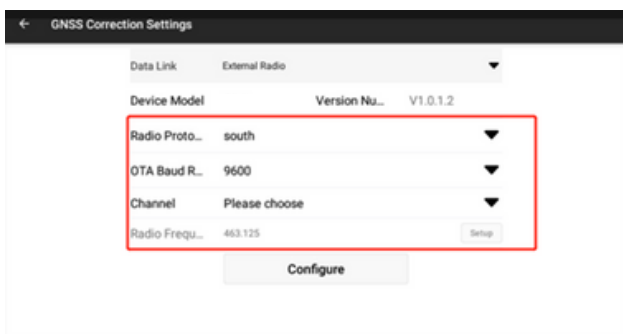 ← GNSS Correction Settings
Data Link External Radio
Device Model Version Nu... V1.0.1.2
Radio Proto... south
OTA Baud R... 9600
Channel Please choose
Radio Frequ... 463.125 Setup
Configure